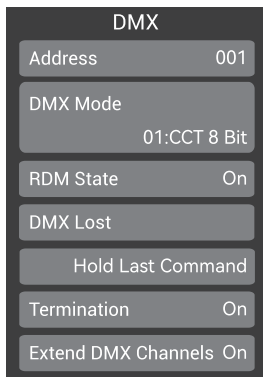 DMX
Address 001
DMX Mode
01:CCT 8 Bit
RDM State On
DMX Lost
Hold Last Command
Termination On
Extend DMX Channels On